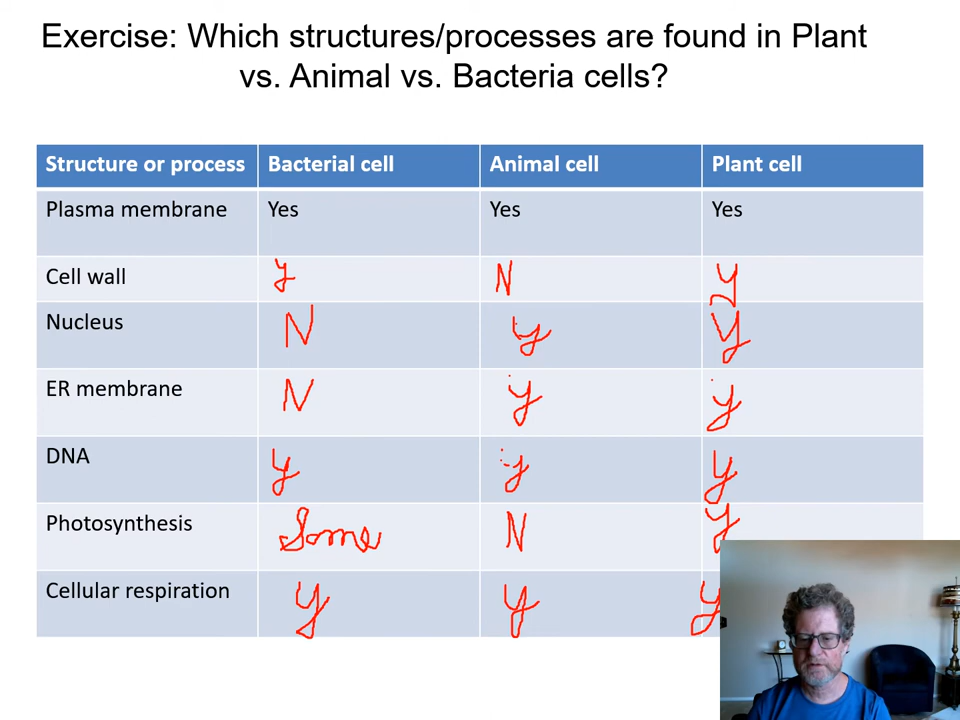 Exercise: Which structures/processes are found in Plant
vs. Animal vs. Bacteria cells?
Structure or process Bacterial cell Animal cell Plant cell
Plasma membrane Yes Yes Yes
Cell wall y N y
Nucleus N y y
ER membrane N y y
DNA y y y
Photosynthesis Some N y
Cellular respiration y y y